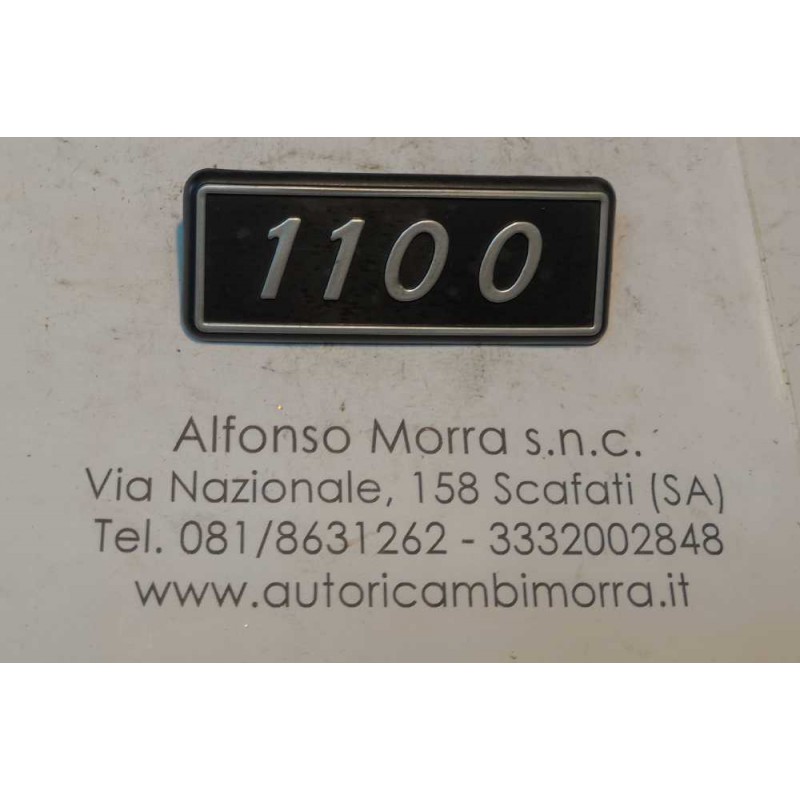 1100
Alfonso Morra s.n.c.
Via Nazionale, 158 Scafati (SA)
Tel. 081/8631262 - 3332002848
www.autoricambimorra.it